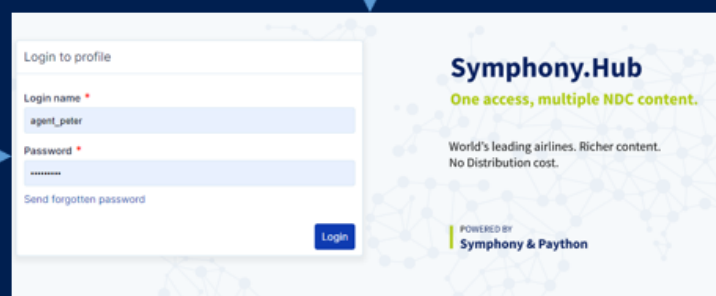 Login to profile
Login name *
agent_peter
Password *
•••••••••
Send forgotten password
Login
Symphony.Hub
One access, multiple NDC content.
World's leading airlines. Richer content.
No Distribution cost.
POWERED BY
Symphony & Paython